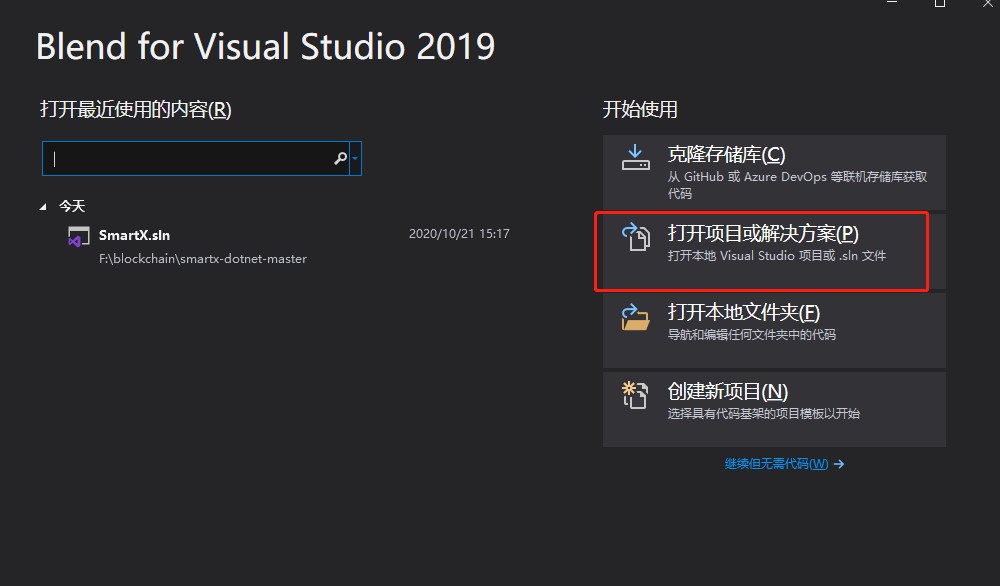 Blend for Visual Studio 2019
打开最近使用的内容(R)
今天
SmartX.sln
2020/10/21 15:17
F:\blockchain\smartx-dotnet-master
开始使用
克隆存储库(C)
从 GitHub 或 Azure DevOps 等联机存储库获取
代码
打开项目或解决方案(P)
打开本地 Visual Studio 项目或 .sln 文件
打开本地文件夹(F)
导航和编辑任何文件夹中的代码
创建新项目(N)
选择具有代码基架的项目模板以开始
继续但无需代码(W) →